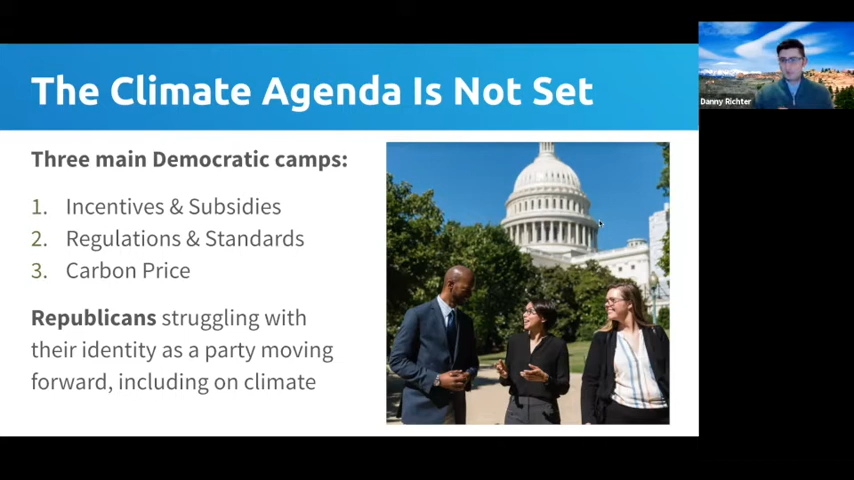 The Climate Agenda Is Not Set
Danny Richter
Three main Democratic camps:
1. Incentives & Subsidies
2. Regulations & Standards
3. Carbon Price
Republicans struggling with
their identity as a party moving
forward, including on climate